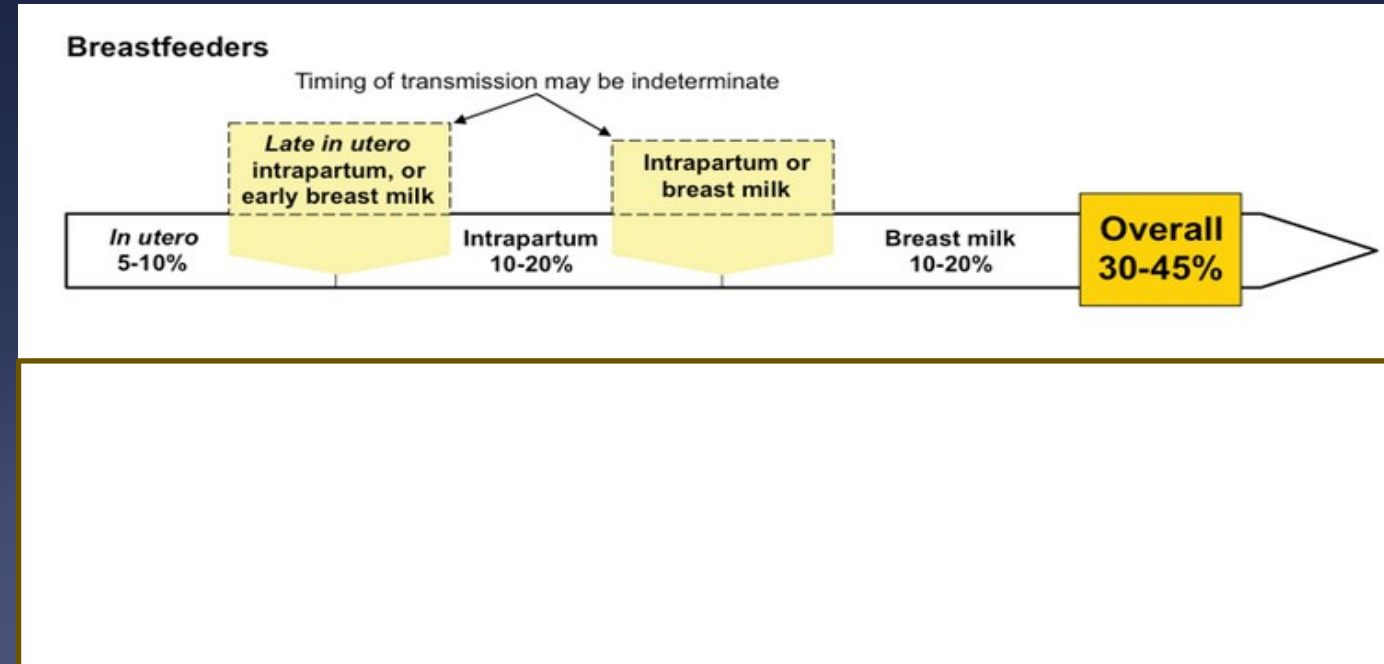 Breastfeeders
Timing of transmission may be indeterminate
Late in utero
intrapartum, or
early breast milk
Intrapartum or
breast milk
In utero
5-10%
Intrapartum
10-20%
Breast milk
10-20%
Overall
30-45%